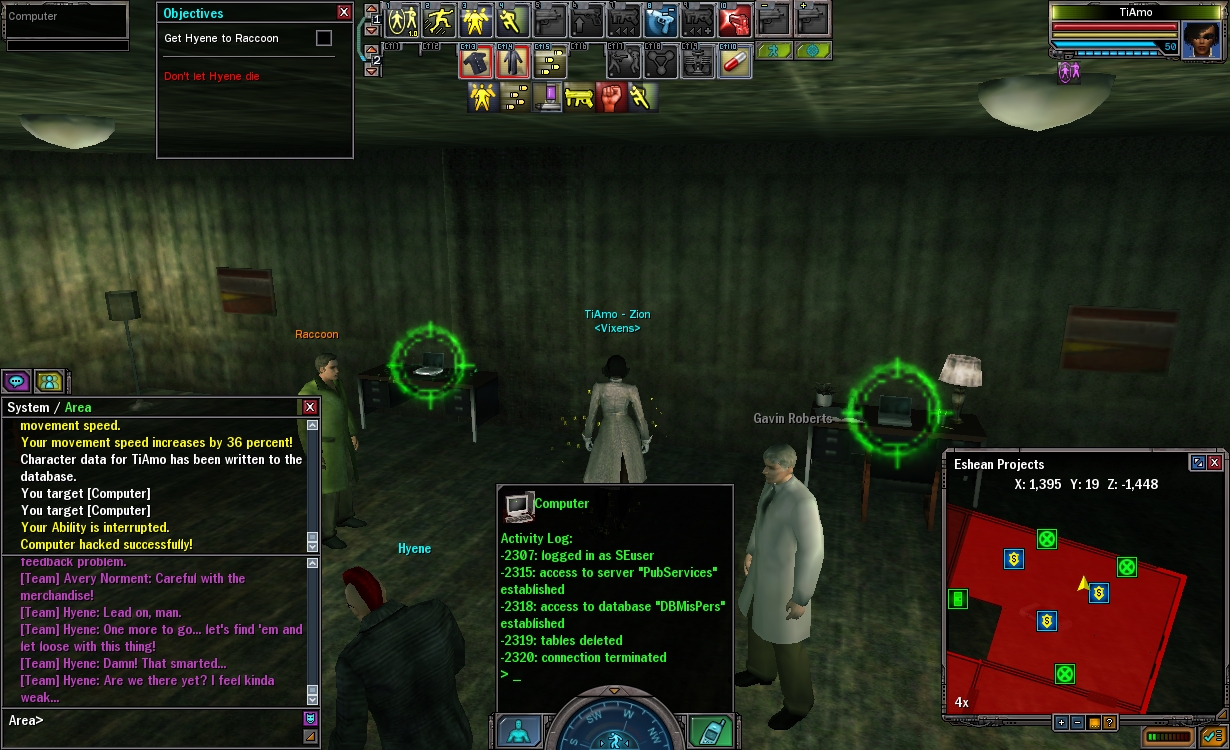 Computer
Objectives
Get Hyene to Raccoon
Don't let Hyene die
1
2
TiAmo
50
TiAmo - Zion
<Vixens>
Raccoon
Gavin Roberts
Hyene
System / Area
movement speed.
Your movement speed increases by 36 percent!
Character data for TiAmo has been written to the
database.
You target [Computer]
You target [Computer]
Your Ability is interrupted.
Computer hacked successfully!
feedback problem.
[Team] Avery Norment: Careful with the
merchandise!
[Team] Hyene: Lead on, man.
[Team] Hyene: One more to go... let's find 'em and
let loose with this thing!
[Team] Hyene: Damn! That smarted...
[Team] Hyene: Are we there yet? I feel kinda
weak...
Area>
Computer
Activity Log:
-2307: logged in as SEuser
-2315: access to server "PubServices"
established
-2318: access to database "DBMisPers"
established
-2319: tables deleted
-2320: connection terminated
> _
S SW W NW
Eshean Projects
X: 1,395 Y: 19 Z: -1,448
4x